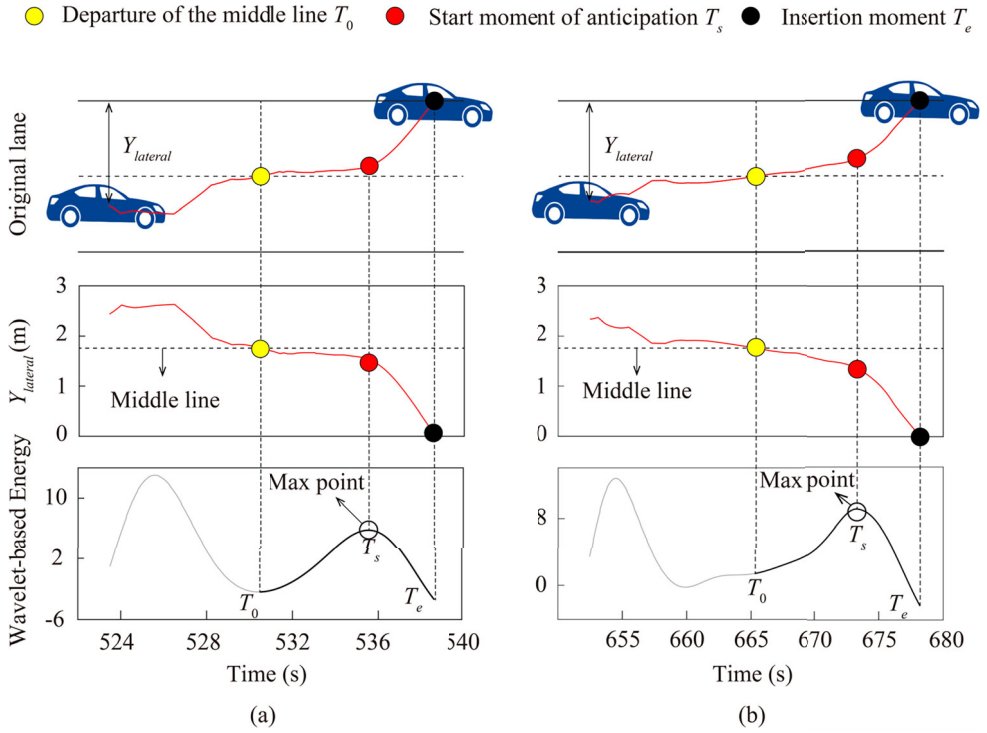 Departure of the middle line T0 Start moment of anticipation Ts Insertion moment Te
Original lane
Ylateral
Ylateral
Ylateral (m)
3
2
1
0
Middle line
3
2
1
0
Middle line
Wavelet-based Energy
10
2
-6
Max point
Ts
T0
Te
8
0
Max point
Ts
T0
Te
524 528 532 536 540
655 660 665 670 675 680
Time (s)
Time (s)
(a)
(b)